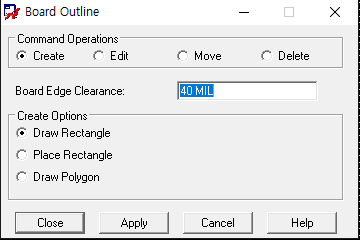 Board Outline
Command Operations
Create Edit Move Delete
Board Edge Clearance: 40 MIL
Create Options
Draw Rectangle
Place Rectangle
Draw Polygon
Close Apply Cancel Help